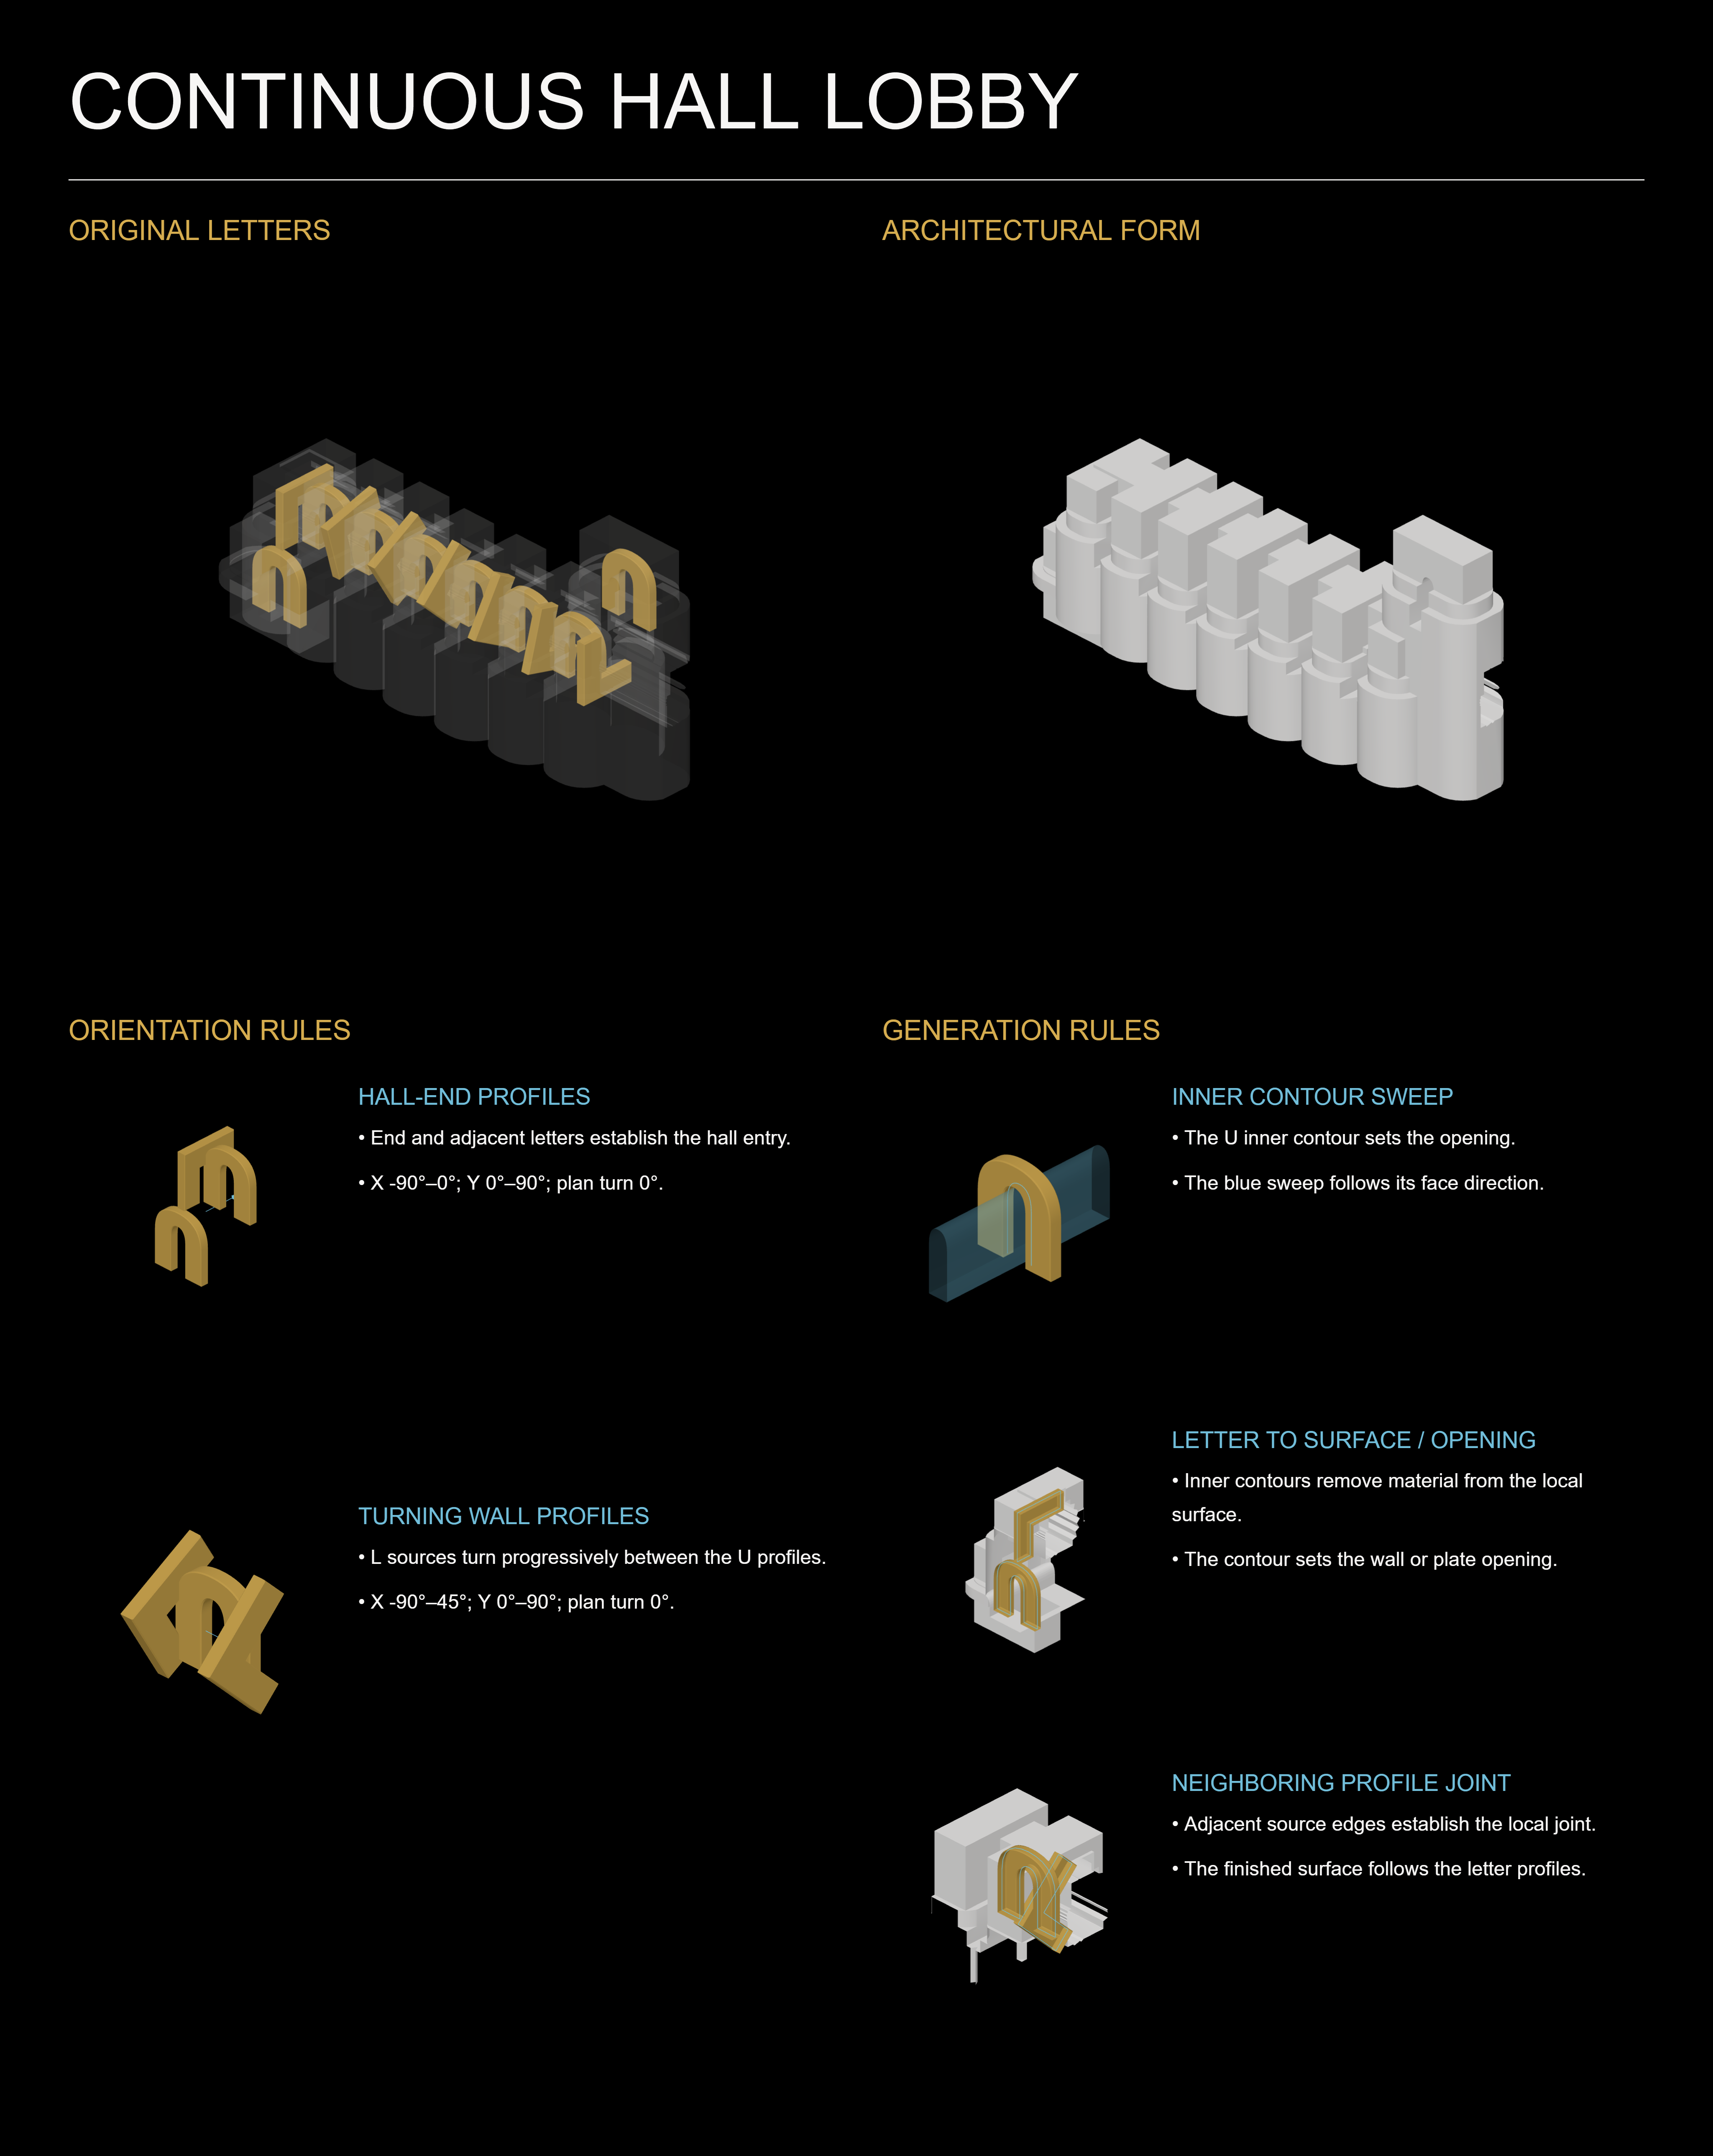 CONTINUOUS HALL LOBBY
ORIGINAL LETTERS
ARCHITECTURAL FORM
ORIENTATION RULES
HALL-END PROFILES
• End and adjacent letters establish the hall entry.
• X -90°–0°; Y 0°–90°; plan turn 0°.
TURNING WALL PROFILES
• L sources turn progressively between the U profiles.
• X -90°–45°; Y 0°–90°; plan turn 0°.
GENERATION RULES
INNER CONTOUR SWEEP
• The U inner contour sets the opening.
• The blue sweep follows its face direction.
LETTER TO SURFACE / OPENING
• Inner contours remove material from the local
surface.
• The contour sets the wall or plate opening.
NEIGHBORING PROFILE JOINT
• Adjacent source edges establish the local joint.
• The finished surface follows the letter profiles.